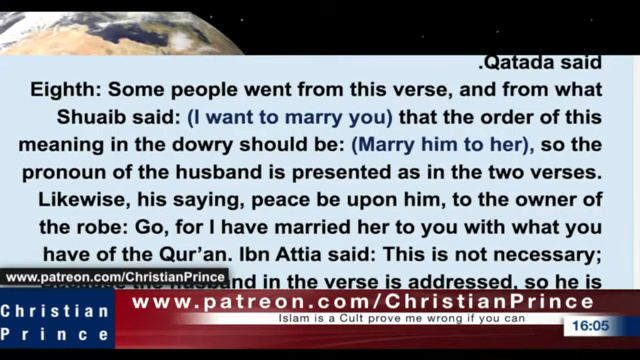 .Qatada said
Eighth: Some people went from this verse, and from what
Shuaib said: (I want to marry you) that the order of this
meaning in the dowry should be: (Marry him to her), so the
pronoun of the husband is presented as in the two verses.
Likewise, his saying, peace be upon him, to the owner of
the robe: Go, for I have married her to you with what you
have of the Qur'an. Ibn Attia said: This is not necessary;
husband in the verse is addressed, so he is
www.patreon.com/ChristianPrince
www.patreon.com/ChristianPrince
Christian
Prince
Islam is a Cult prove me wrong if you can
16:05